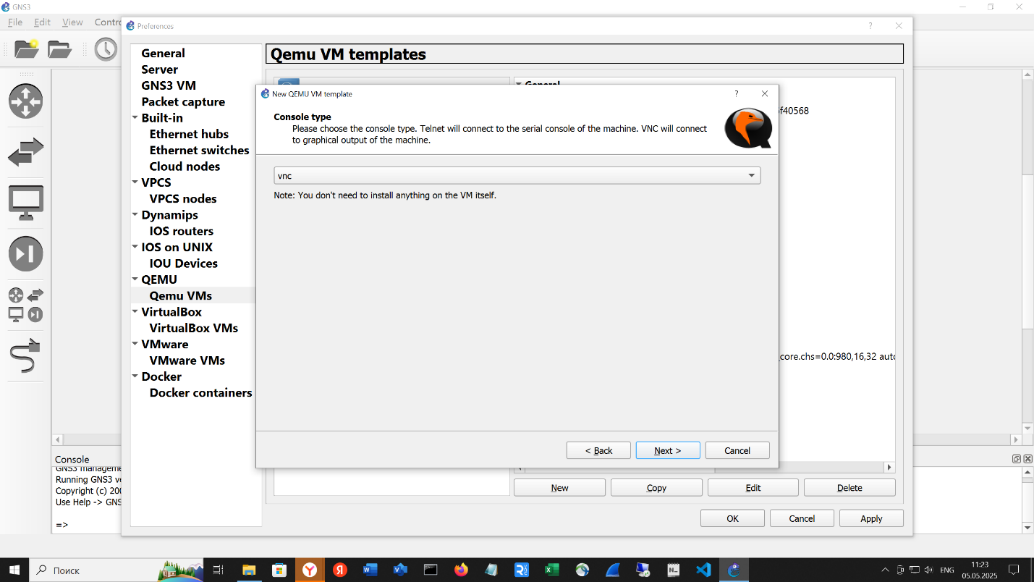 GNS3
File Edit View Contro
Preferences
General
Server
GNS3 VM
Packet capture
Built-in
Ethernet hubs
Ethernet switches
Cloud nodes
VPCS
VPCS nodes
Dynamips
IOS routers
IOS on UNIX
IOU Devices
QEMU
Qemu VMs
VirtualBox
VirtualBox VMs
VMware
VMware VMs
Docker
Docker containers
Qemu VM templates
General
f40568
core.chs=0.0:980,16,32 auto
New QEMU VM template
Console type
Please choose the console type. Telnet will connect to the serial console of the machine. VNC will connect
to graphical output of the machine.
vnc
Note: You don't need to install anything on the VM itself.
< Back Next > Cancel
New Copy Edit Delete
OK Cancel Apply
Console
GNS3 manageme
Running GNS3 ve
Copyright (c) 200
Use Help -> GNS
=>
Поиск
ENG
11:23
05.05.2025